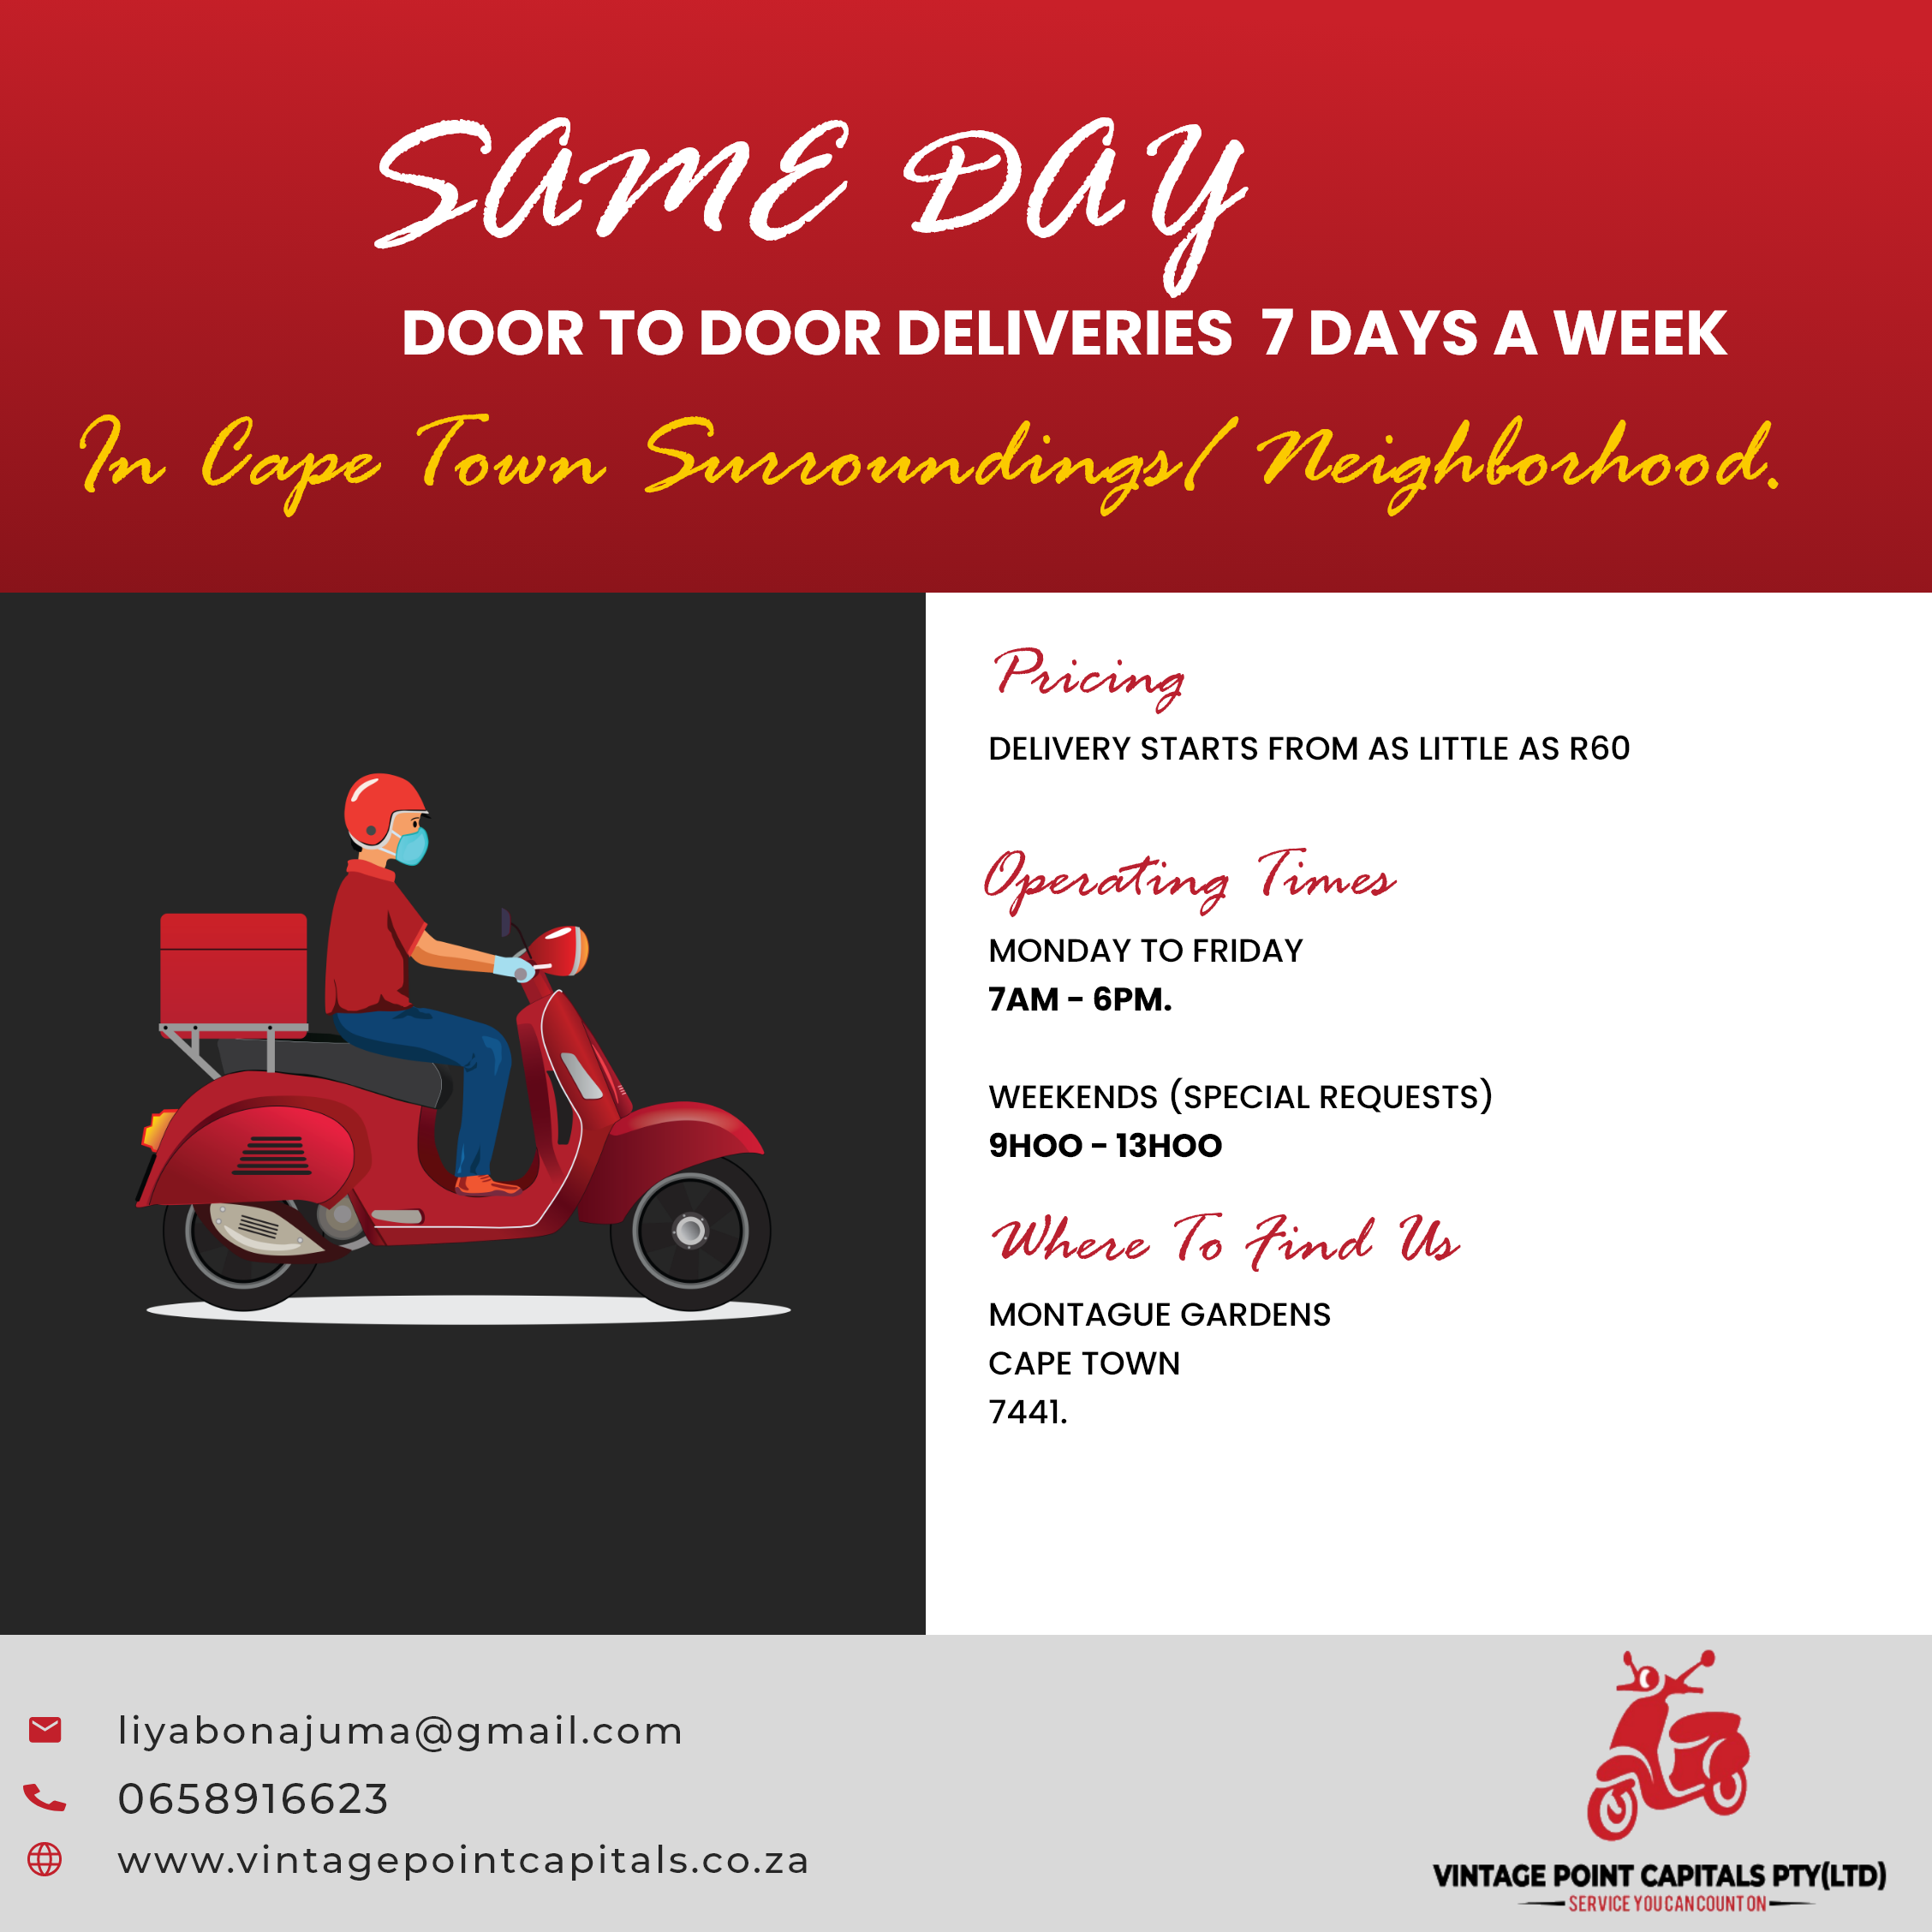 SAME DAY
DOOR TO DOOR DELIVERIES 7 DAYS A WEEK
In Cape Town Surroundings/ Neighborhood.
Pricing
DELIVERY STARTS FROM AS LITTLE AS R60
Operating Times
MONDAY TO FRIDAY
7AM - 6PM.
WEEKENDS (SPECIAL REQUESTS)
9HOO - 13HOO
Where To Find Us
MONTAGUE GARDENS
CAPE TOWN
7441.
liyabonajuma@gmail.com
0658916623
www.vintagepointcapitals.co.za
VINTAGE POINT CAPITALS PTY(LTD)
SERVICE YOU CAN COUNT ON